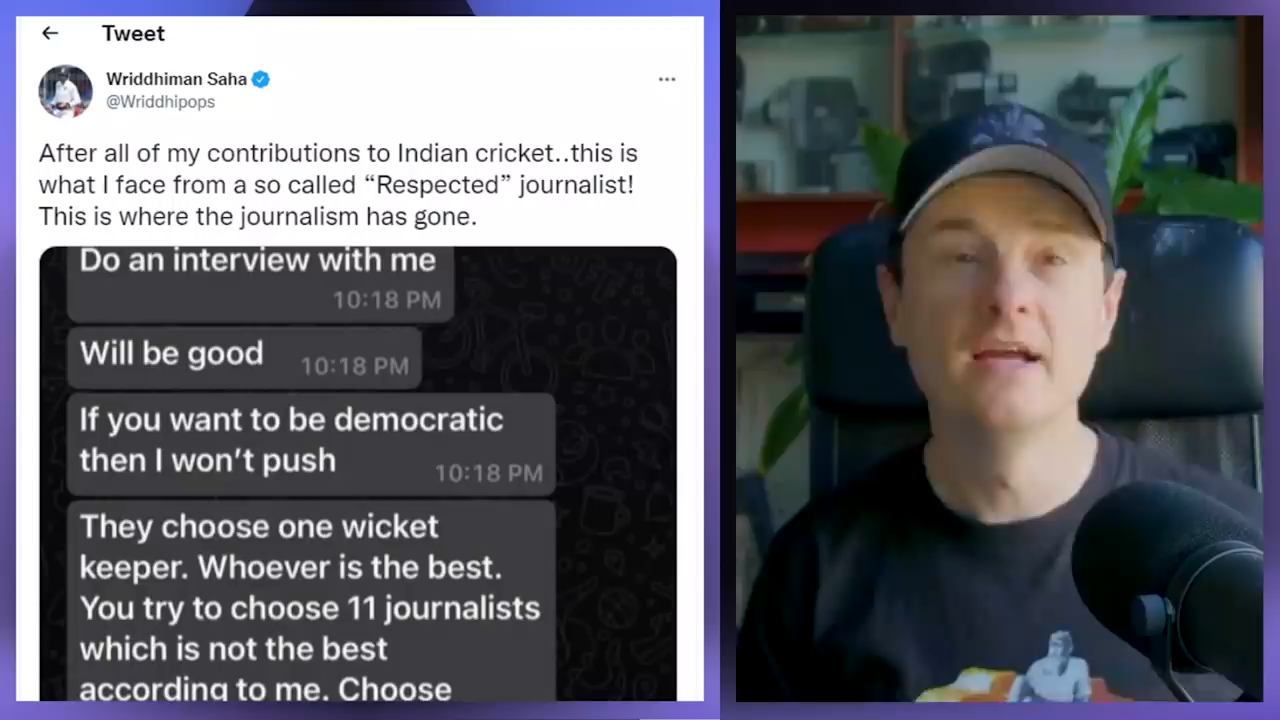 Tweet
Wriddhiman Saha
@Wriddhipops
After all of my contributions to Indian cricket..this is
what I face from a so called “Respected” journalist!
This is where the journalism has gone.
Do an interview with me
10:18 PM
Will be good 10:18 PM
If you want to be democratic
then I won’t push 10:18 PM
They choose one wicket
keeper. Whoever is the best.
You try to choose 11 journalists
which is not the best
according to me. Choose